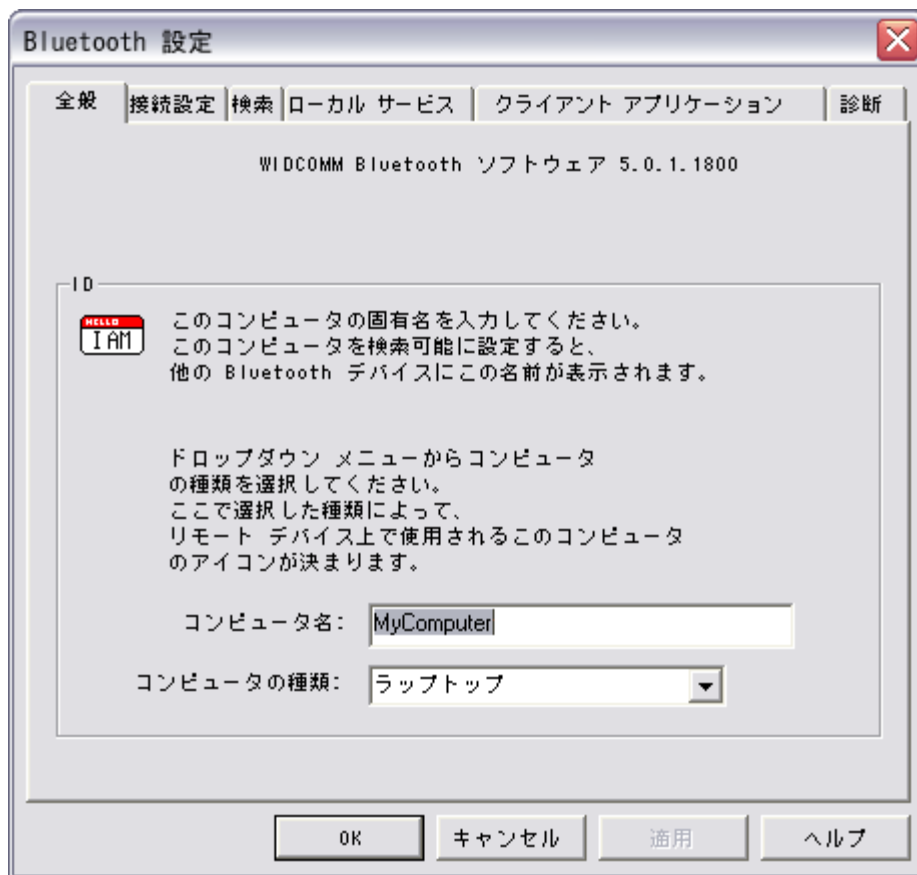 Bluetooth 設定
全般 接続設定 検索 ローカル サービス クライアント アプリケーション 診断
WIDCOMM Bluetooth ソフトウェア 5.0.1.1800
ID
HELLO
I AM
このコンピュータの固有名を入力してください。
このコンピュータを検索可能に設定すると、
他の Bluetooth デバイスにこの名前が表示されます。
ドロップダウン メニューからコンピュータ
の種類を選択してください。
ここで選択した種類によって、
リモート デバイス上で使用されるこのコンピュータ
のアイコンが決まります。
コンピュータ名: MyComputer
コンピュータの種類: ラップトップ
OK キャンセル 適用 ヘルプ